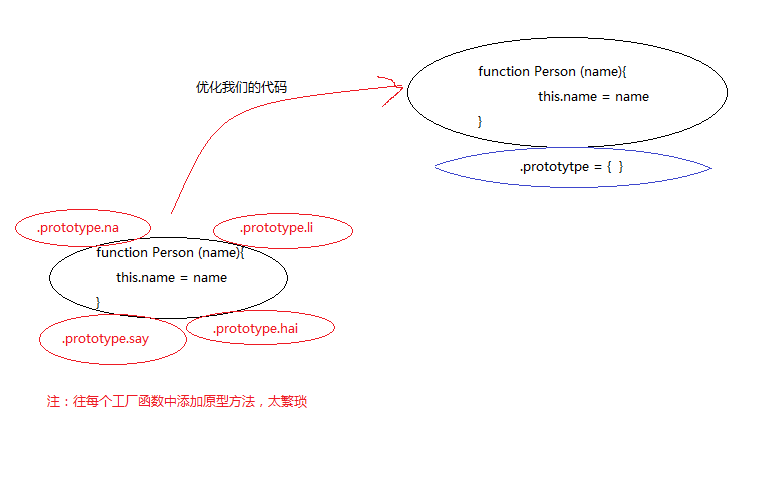 优化我们的代码
function Person (name){
this.name = name
}
.prototytpe = {  }
.prototype.na
.prototype.li
function Person (name){
this.name = name
}
.prototype.say
.prototype.hai
注：往每个工厂函数中添加原型方法，太繁琐